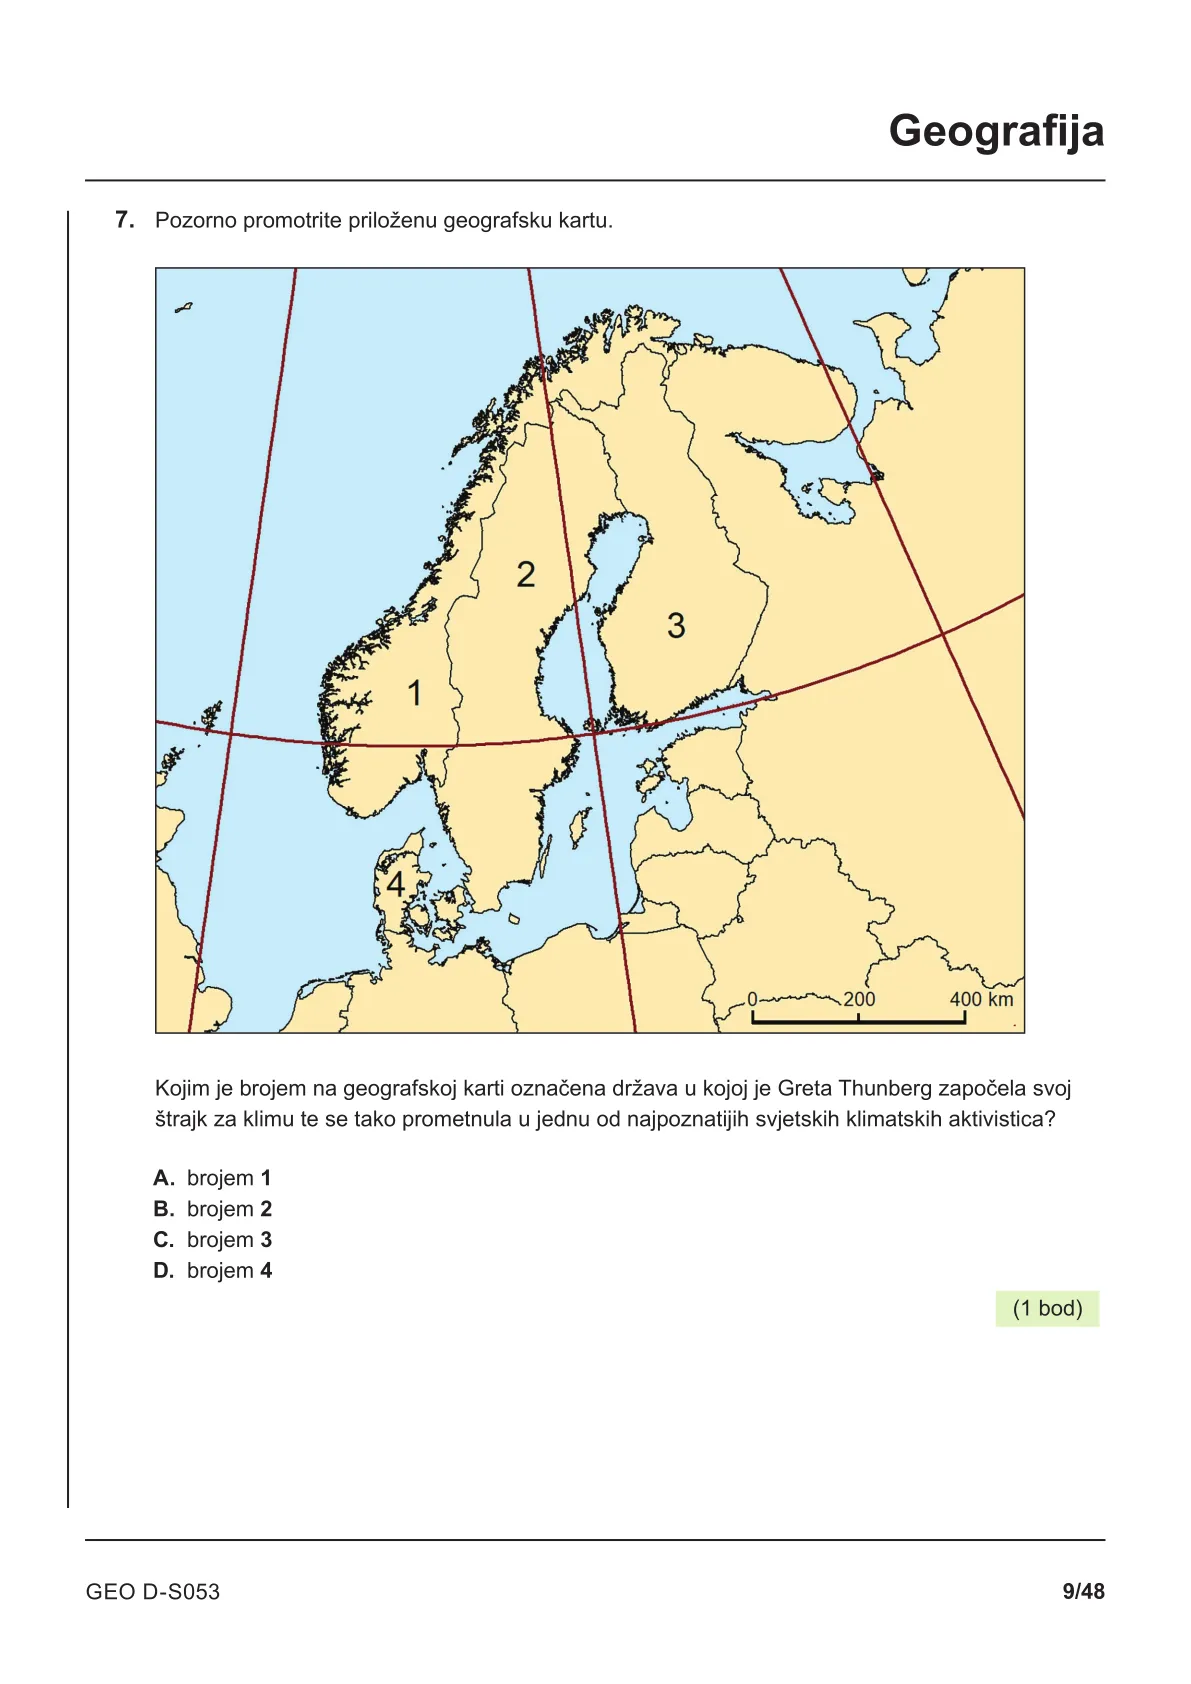 Geografija
7. Pozorno promotrite priloženu geografsku kartu.
2
3
1
4
0 200 400 km
Kojim je brojem na geografskoj karti označena država u kojoj je Greta Thunberg započela svoj
štrajk za klimu te se tako prometnula u jednu od najpoznatijih svjetskih klimatskih aktivistica?
A. brojem 1
B. brojem 2
C. brojem 3
D. brojem 4
(1 bod)
GEO D-S053
9/48